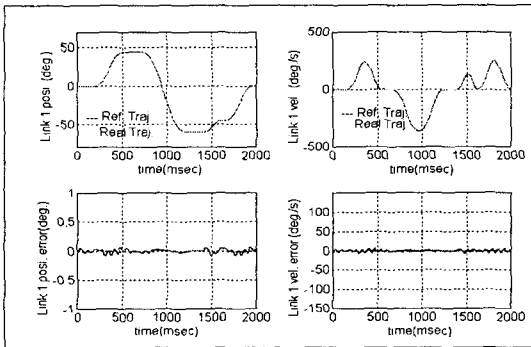 Link 1 posi. (deg.)
50
0
-50
--- Ref. Traj.
Real Traj.
0 500 1000 1500 2000
time(msec)
Link 1 vel. (deg/s)
500
0
-500
--- Ref. Traj.
Real Traj.
0 500 1000 1500 2000
time(msec)
Link 1 posi. error(deg.)
1
0.5
0
-0.5
-1
0 500 1000 1500 2000
time(msec)
Link 1 vel. error(deg/s)
100
50
0
-50
-100
-150
0 500 1000 1500 2000
time(msec)